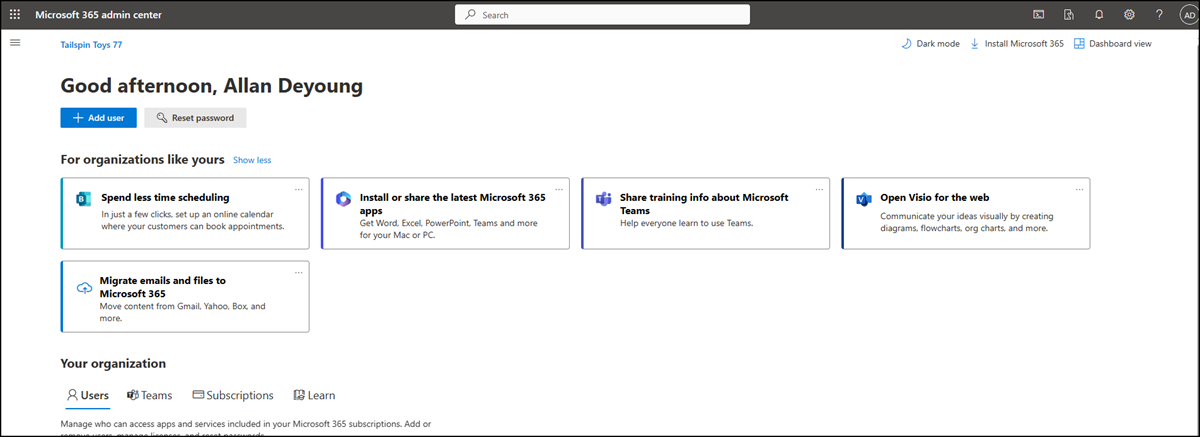 Microsoft 365 admin center
Search
AD
Tailspin Toys 77
Dark mode
Install Microsoft 365
Dashboard view
Good afternoon, Allan Deyoung
Add user
Reset password
For organizations like yours Show less
Spend less time scheduling
In just a few clicks, set up an online calendar
where your customers can book appointments.
Install or share the latest Microsoft 365
apps
Get Word, Excel, PowerPoint, Teams and more
for your Mac or PC.
Share training info about Microsoft
Teams
Help everyone learn to use Teams.
Open Visio for the web
Communicate your ideas visually by creating
diagrams, flowcharts, org charts, and more.
Migrate emails and files to
Microsoft 365
Move content from Gmail, Yahoo, Box, and
more.
Your organization
Users
Teams
Subscriptions
Learn
Manage who can access apps and services included in your Microsoft 365 subscriptions. Add or
remove users, manage licenses, and reset passwords.